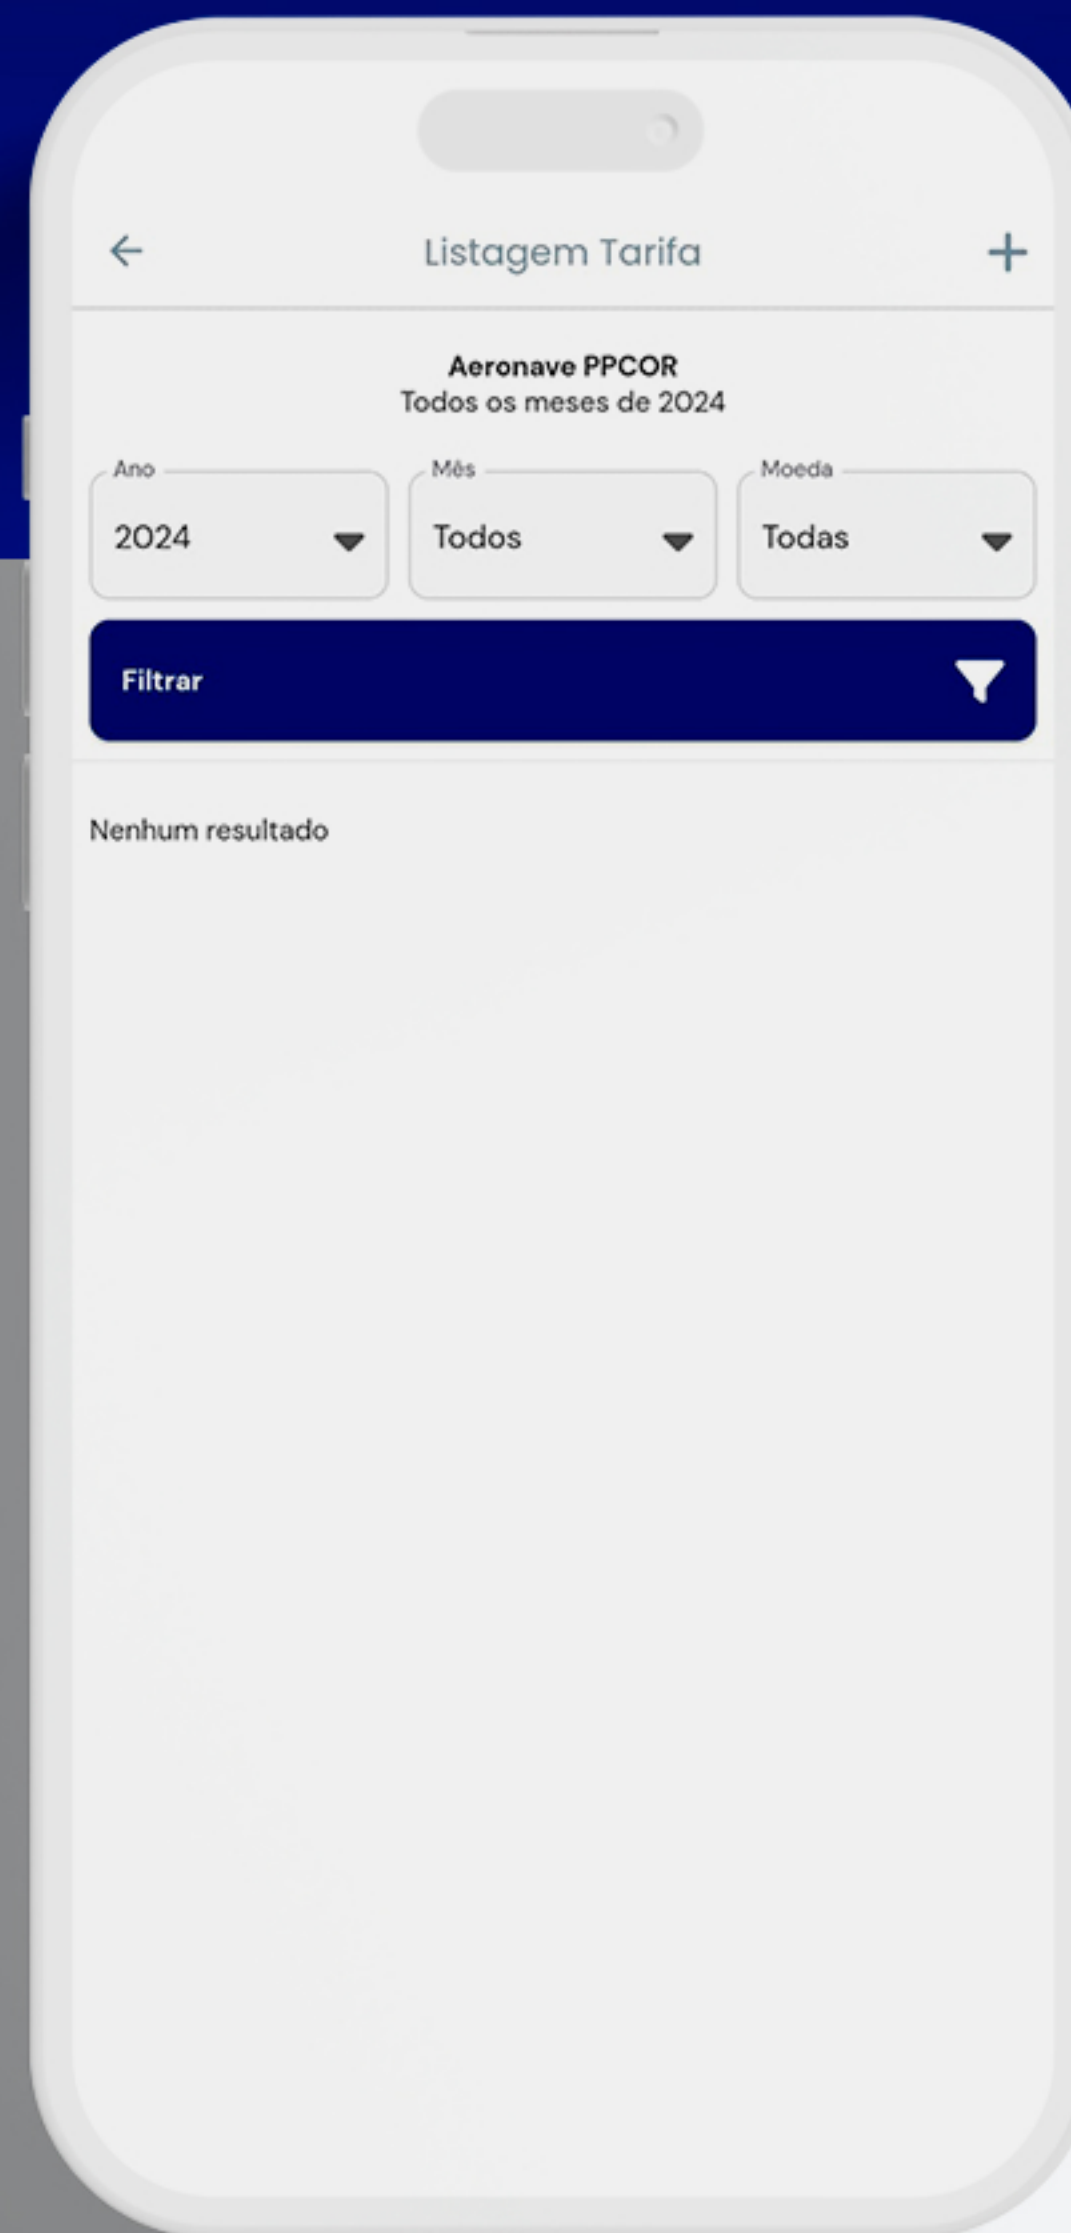 Listagem Tarifa
Aeronave PPCOR
Todos os meses de 2024
Ano
Mês
Moeda
2024
Todos
Todas
Filtrar
Nenhum resultado